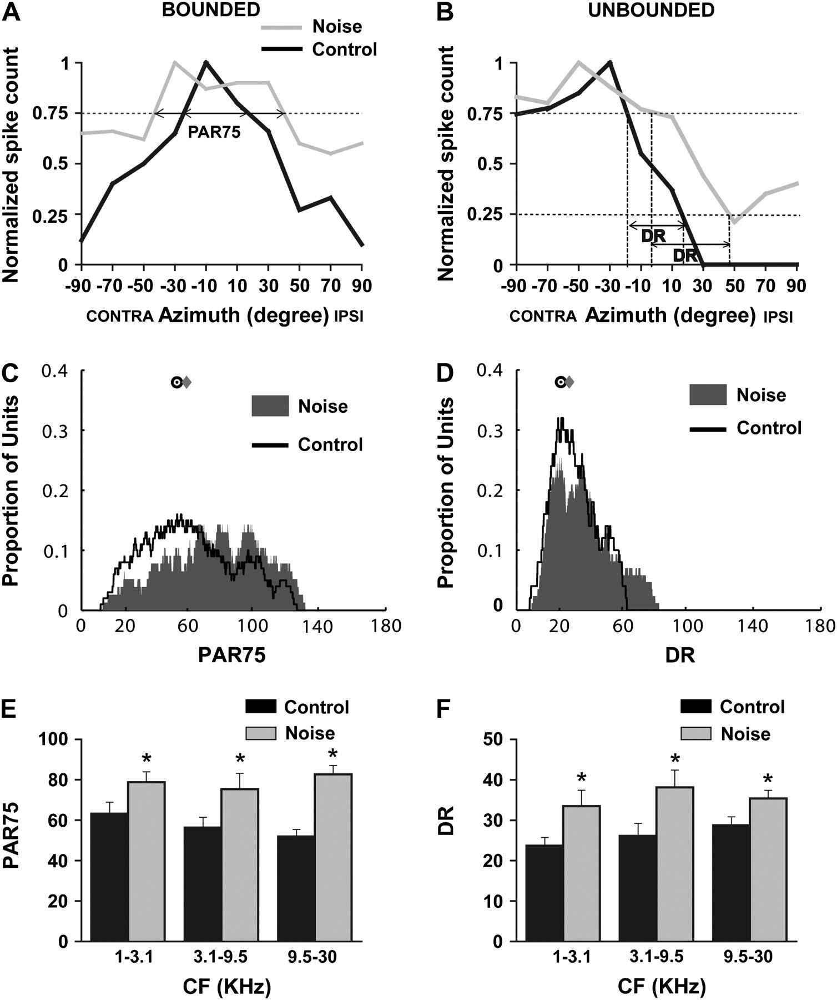 A
BOUNDED
Noise
Control
Normalized spike count
1
0.75
0.5
0.25
0
PAR75
-90 -70 -50 -30 -10 10 30 50 70 90
CONTRA Azimuth (degree) IPSI
B
UNBOUNDED
Normalized spike count
1
0.75
0.5
0.25
0
DR
DR
-90 -70 -50 -30 -10 10 30 50 70 90
CONTRA Azimuth (degree) IPSI
C
Proportion of Units
0.4
0.3
0.2
0.1
0
Noise
Control
0 20 60 100 140 180
PAR75
D
Proportion of Units
0.4
0.3
0.2
0.1
0
Noise
Control
0 20 60 100 140 180
DR
E
Control
Noise
PAR75
100
80
60
40
20
0
* * *
1-3.1 3.1-9.5 9.5-30
CF (KHz)
F
Control
Noise
DR
50
40
30
20
10
0
* * *
1-3.1 3.1-9.5 9.5-30
CF (KHz)